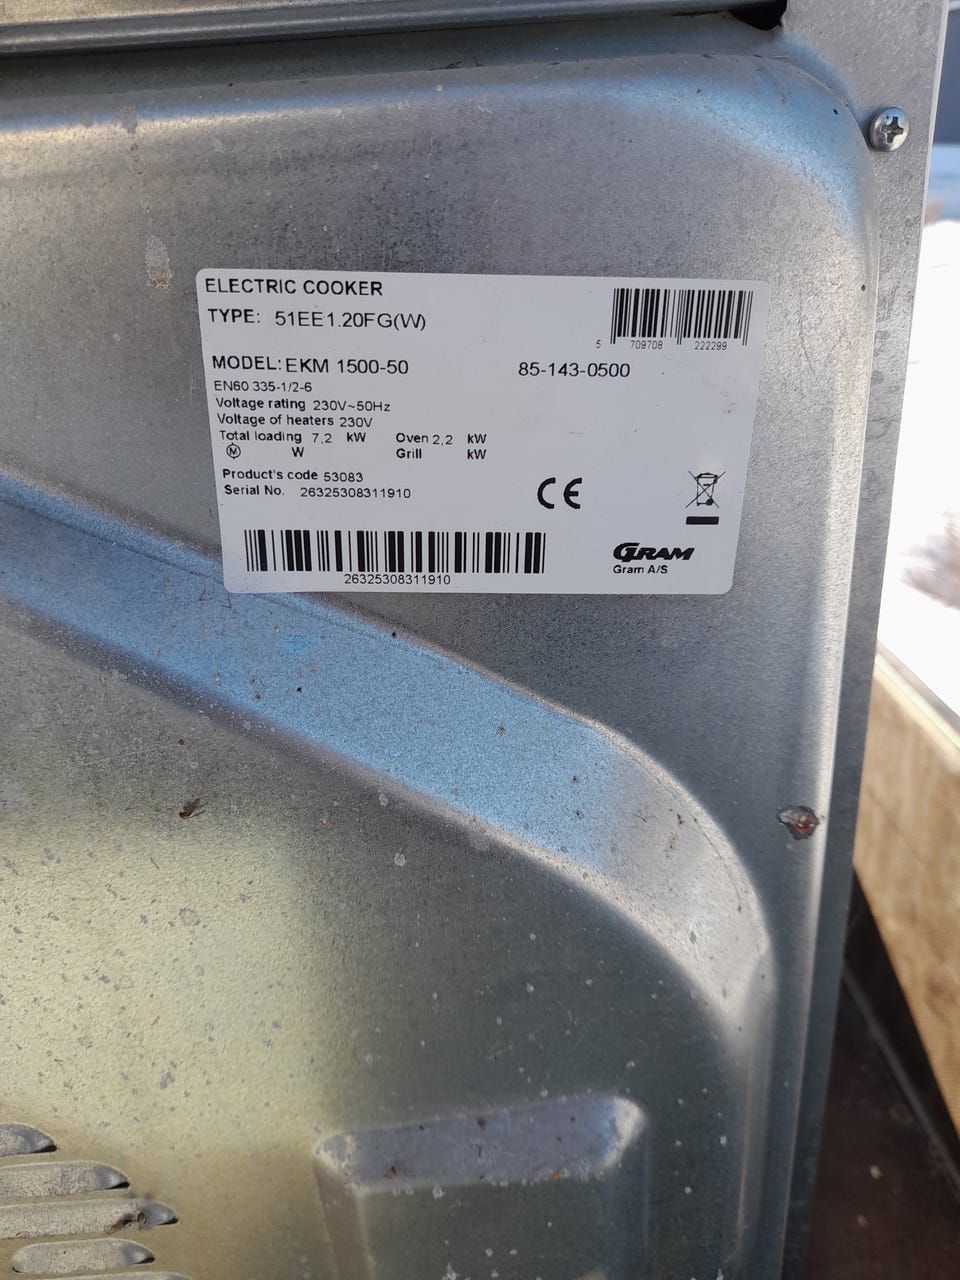 ELECTRIC COOKER
TYPE: 51EE1.20FG(W)
5 709708 222299
MODEL: EKM 1500-50 85-143-0500
EN60 335-1/2-6
Voltage rating 230V~50Hz
Voltage of heaters 230V
Total loading 7,2 kW Oven 2,2 kW
M W Grill kW
Product's code 53083
Serial No. 26325308311910
CE
26325308311910
GRAM
Gram A/S